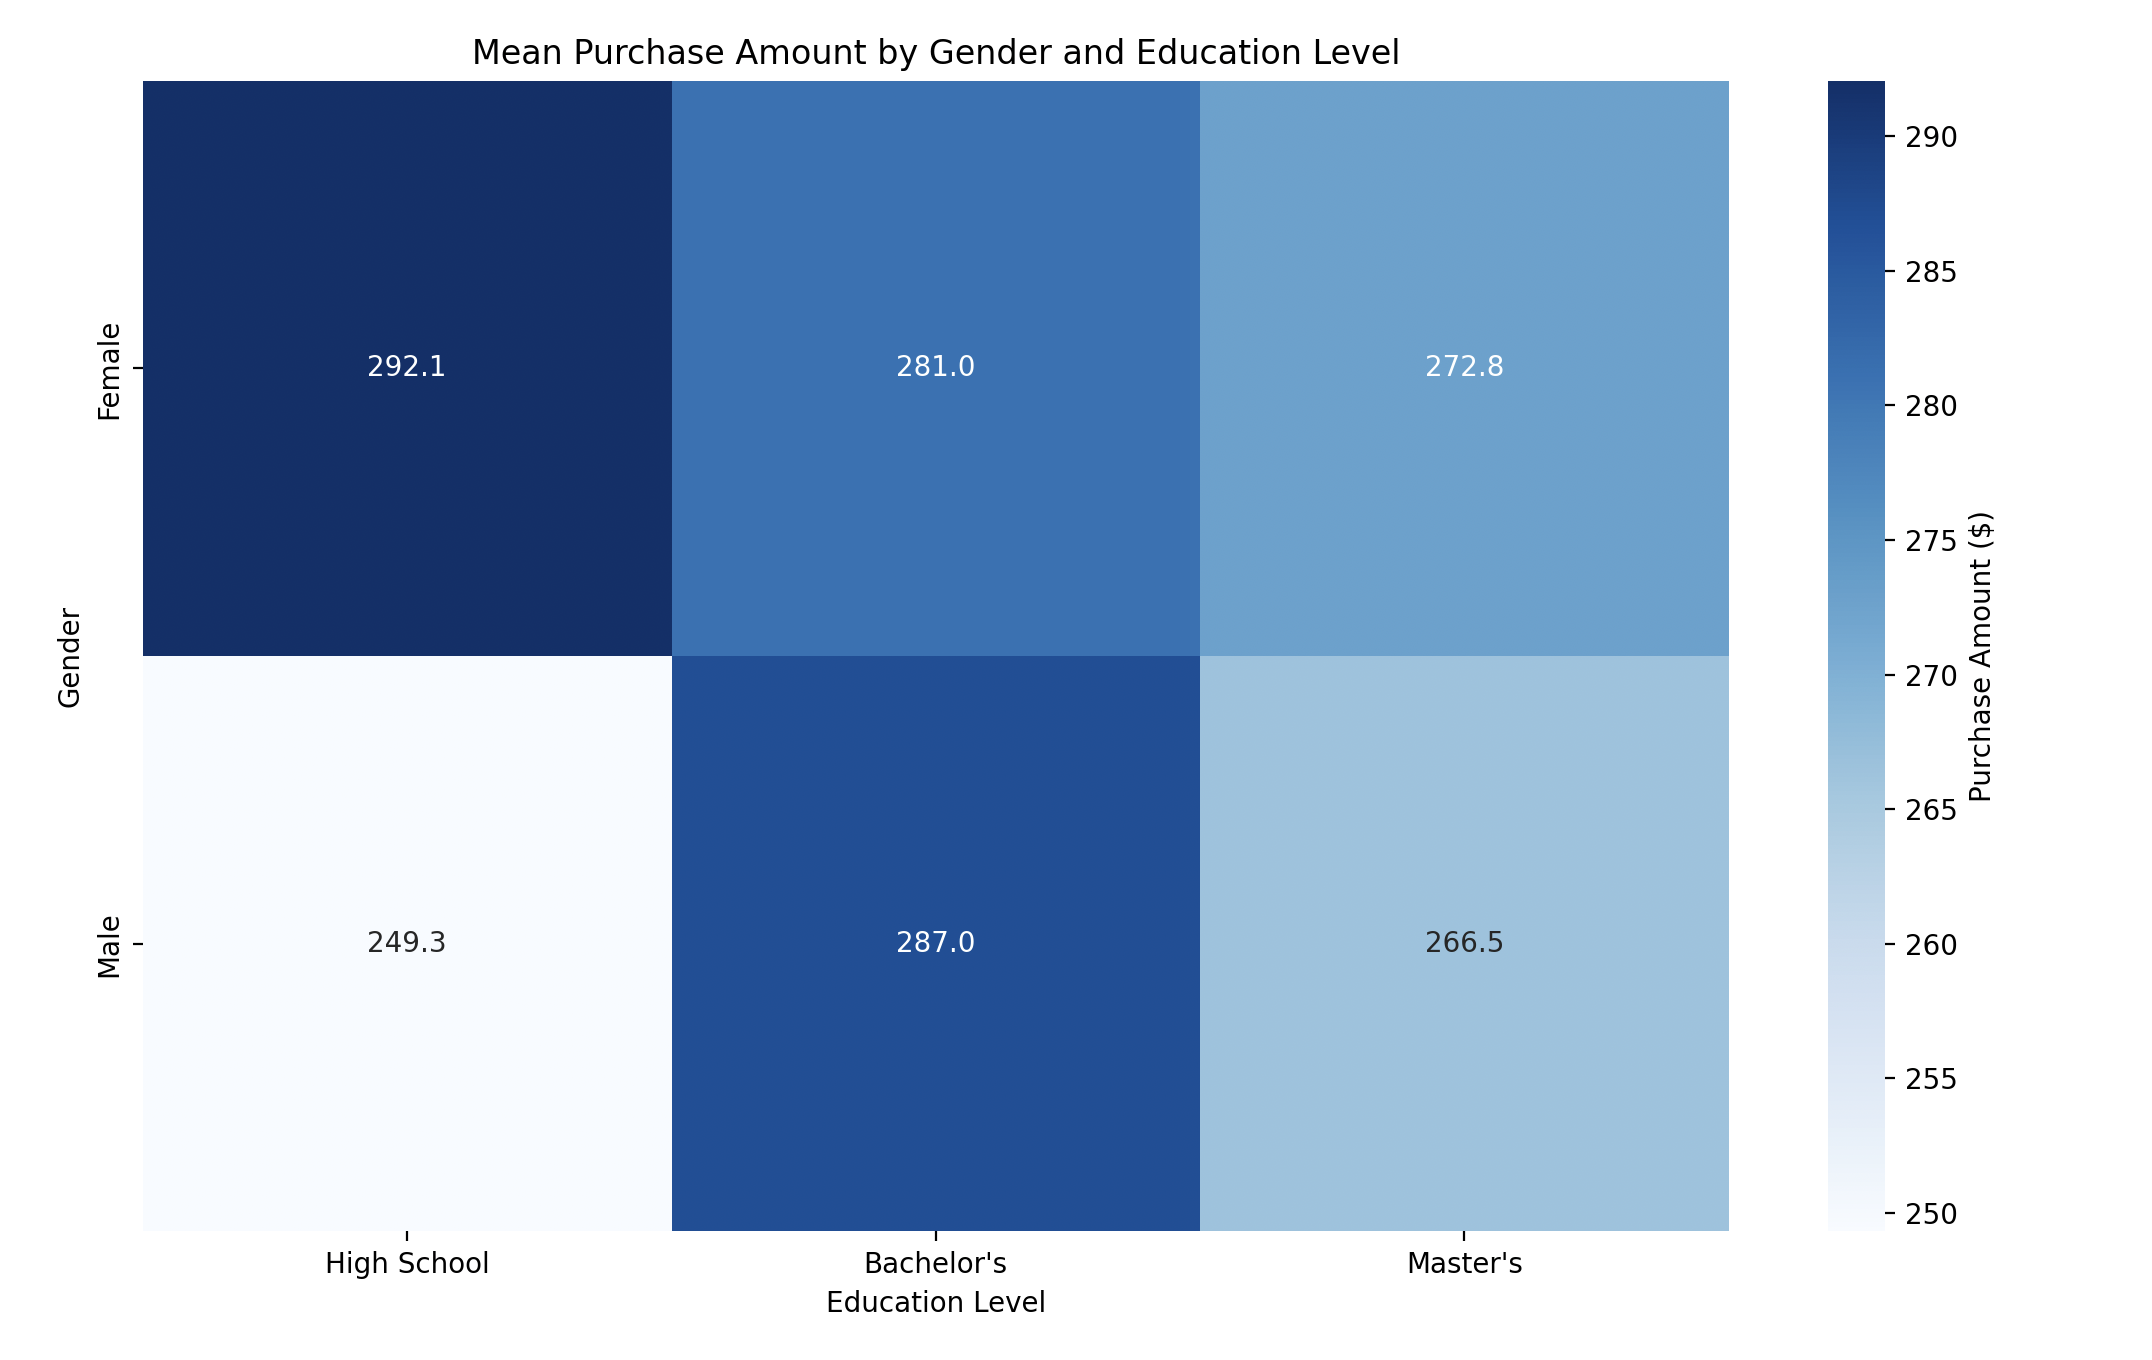 Mean Purchase Amount by Gender and Education Level
Female
Male
Gender
292.1 281.0 272.8
249.3 287.0 266.5
High School Bachelor's Master's
Education Level
290
285
280
275
270
265
260
255
250
Purchase Amount ($)